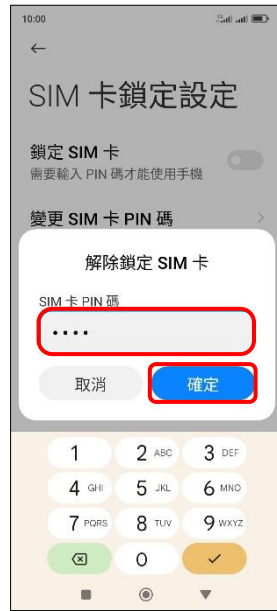 10:00
SIM 卡鎖定設定
鎖定 SIM 卡
需要輸入 PIN 碼才能使用手機
變更 SIM 卡 PIN 碼
解除鎖定 SIM 卡
SIM 卡 PIN 碼
••••
取消 確定
1 2 ABC 3 DEF
4 GHI 5 JKL 6 MNO
7 PQRS 8 TUV 9 WXYZ
0